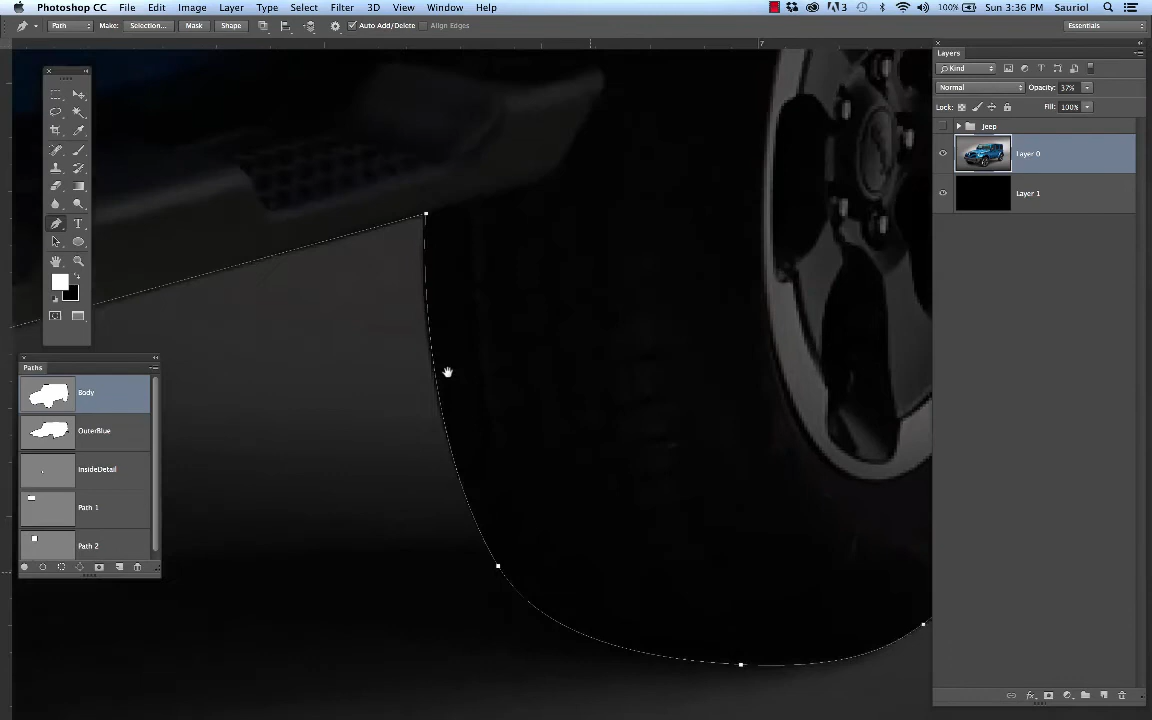 Photoshop CC File Edit Image Layer Type Select Filter 3D View Window Help 3 100% Sun 3:36 PM Sauriol
Path Make: Selection... Mask Shape Auto Add/Delete Align Edges Essentials
7
Layers
Kind
Normal Opacity: 37%
Lock: Fill: 100%
Jeep
Layer 0
Layer 1
Paths
Body
OuterBlue
InsideDetail
Path 1
Path 2